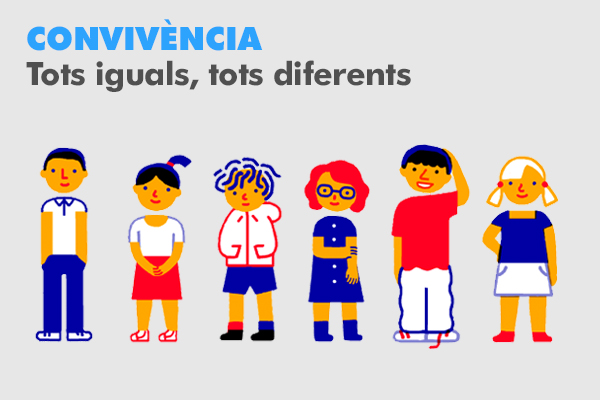 CONVIVÈNCIA
Tots iguals, tots diferents